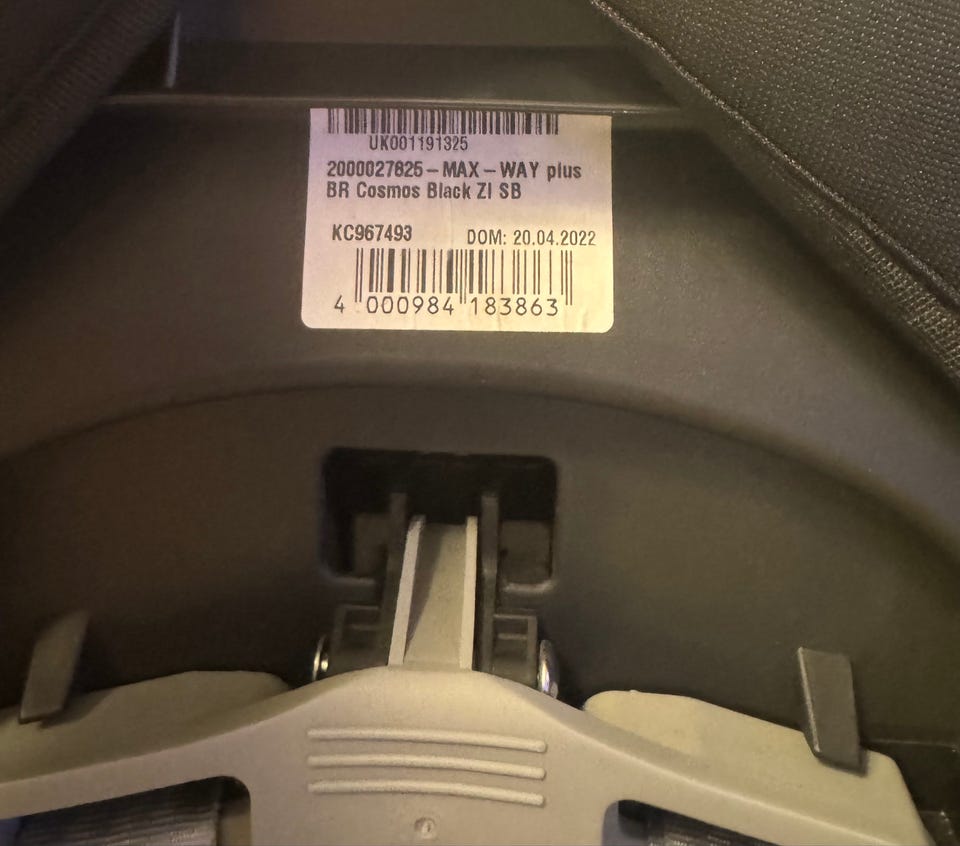 UK001191325
2000027825-MAX-WAY plus
BR Cosmos Black ZI SB
KC967493 DOM: 20.04.2022
4 000984 183863